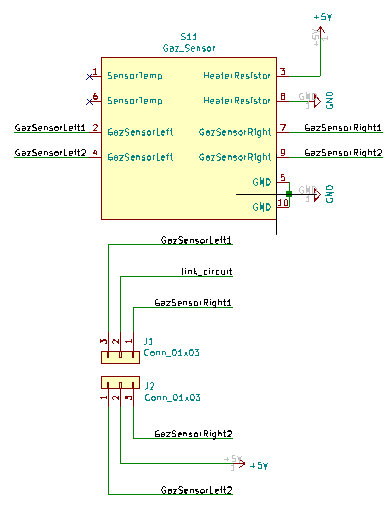 +5V
S11
Gaz_Sensor
1 SensorTemp HeaterResistor 3
6 SensorTemp HeaterResistor 8 GND
GazSensorLeft1 2 GazSensorLeft GazSensorRight 7 GazSensorRight1
GazSensorLeft2 4 GazSensorLeft GazSensorRight 9 GazSensorRight2
GND 5
GND
GND 10
GazSensorLeft1
link_circuit
GazSensorRight1
3 2 1 J1
Conn_01x03
J2
1 2 3 Conn_01x03
GazSensorRight2
+5V
GazSensorLeft2